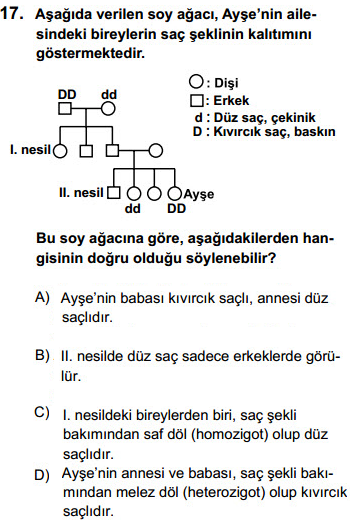 17. Aşağıda verilen soy ağacı, Ayşe’nin aile-
sindeki bireylerin saç şeklinin kalıtımını
göstermektedir.
DD dd
: Dişi
: Erkek
d : Düz saç, çekinik
D : Kıvırcık saç, baskın
I. nesil
II. nesil
Ayşe
dd DD
Bu soy ağacına göre, aşağıdakilerden han-
gisinin doğru olduğu söylenebilir?
A) Ayşe’nin babası kıvırcık saçlı, annesi düz
saçlıdır.
B) II. nesilde düz saç sadece erkeklerde görü-
lür.
C) I. nesildeki bireylerden biri, saç şekli
bakımından saf döl (homozigot) olup düz
saçlıdır.
D) Ayşe’nin annesi ve babası, saç şekli bakı-
mından melez döl (heterozigot) olup kıvırcık
saçlıdır.